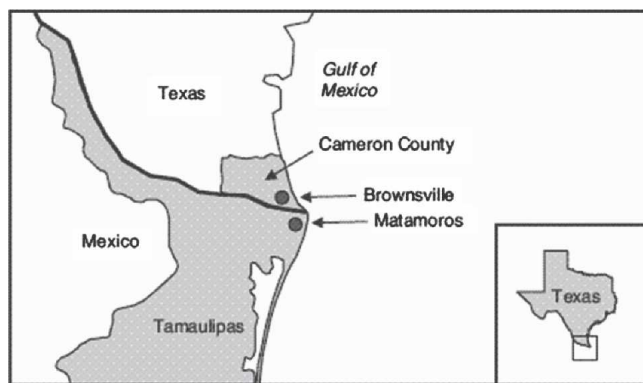 Texas
Gulf of
Mexico
Cameron County
Brownsville
Matamoros
Mexico
Tamaulipas
Texas